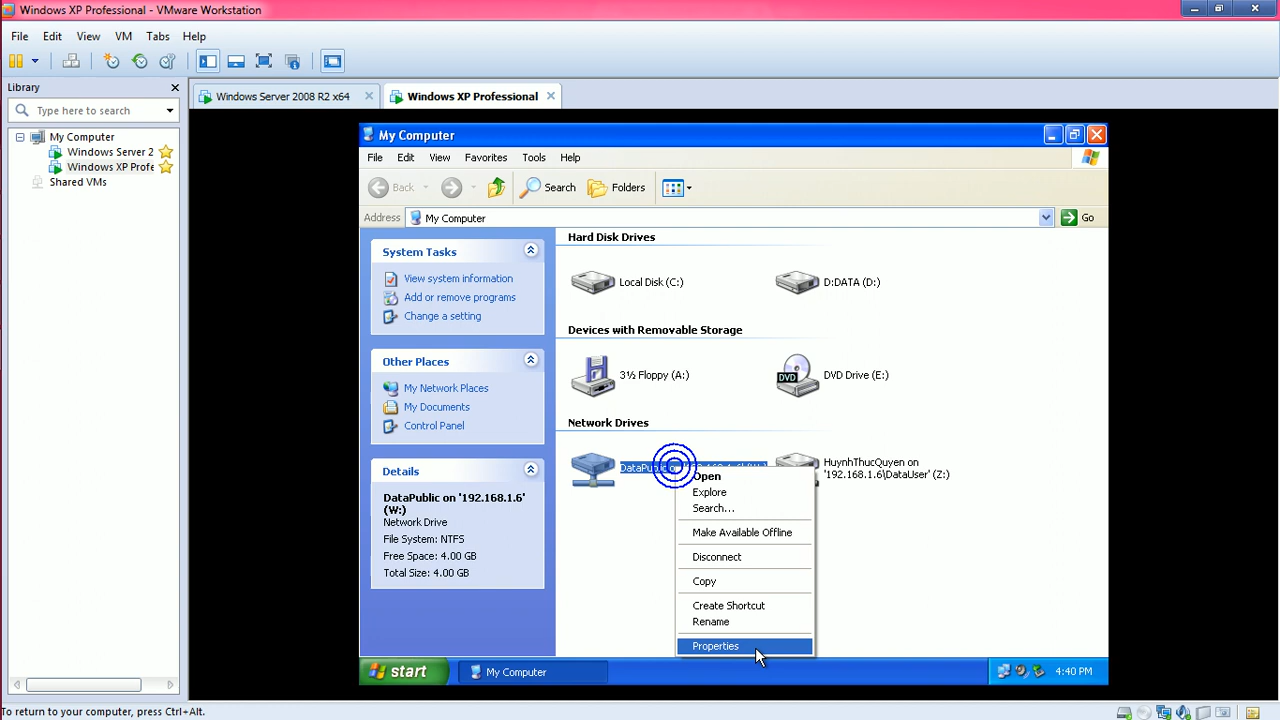 Windows XP Professional - VMware Workstation
File Edit View VM Tabs Help
Library
Type here to search
My Computer
Windows Server 2
Windows XP Profe
Shared VMs
Windows Server 2008 R2 x64
Windows XP Professional
My Computer
File Edit View Favorites Tools Help
Back Search Folders
Address My Computer Go
System Tasks
View system information
Add or remove programs
Change a setting
Other Places
My Network Places
My Documents
Control Panel
Details
DataPublic on '192.168.1.6'
(W:)
Network Drive
File System: NTFS
Free Space: 4.00 GB
Total Size: 4.00 GB
Hard Disk Drives
Local Disk (C:)
D:DATA (D:)
Devices with Removable Storage
3½ Floppy (A:)
DVD Drive (E:)
DVD
Network Drives
DataPublic
HuynhThucQuyen on
'192.168.1.6\DataUser' (Z:)
Open
Explore
Search...
Make Available Offline
Disconnect
Copy
Create Shortcut
Rename
Properties
start
My Computer
4:40 PM
To return to your computer, press Ctrl+Alt.